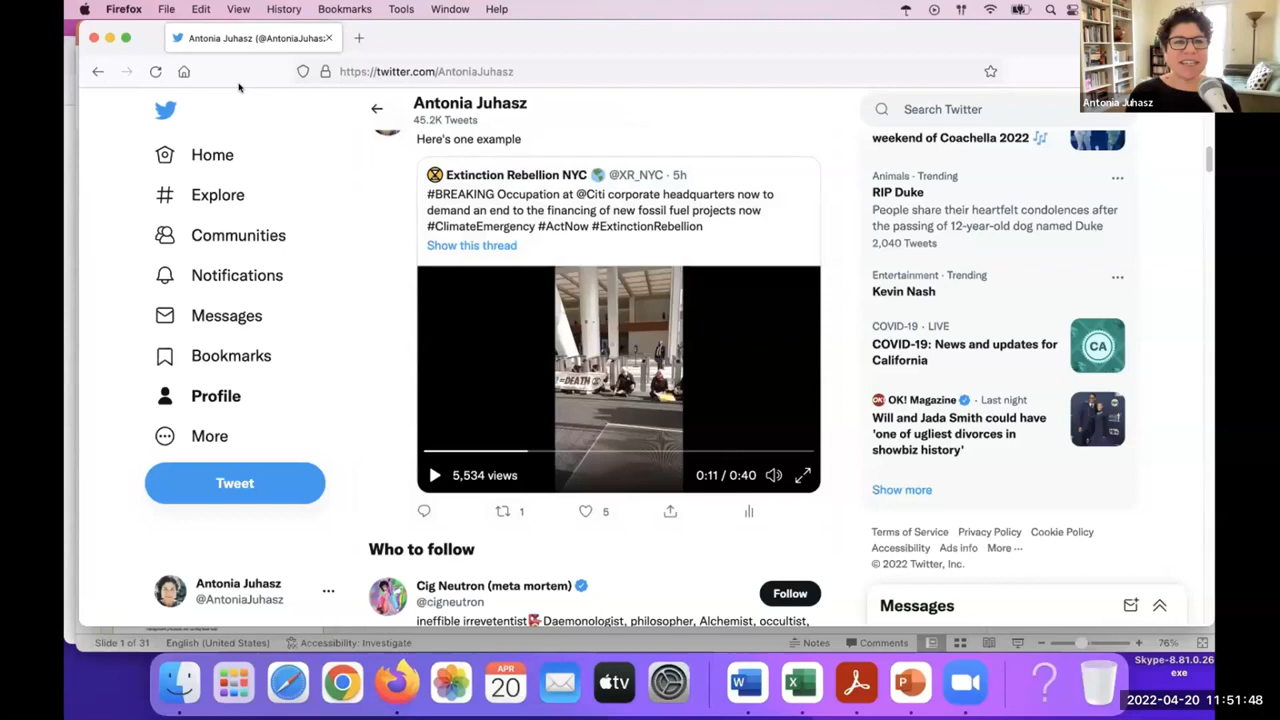 Firefox File Edit View History Bookmarks Tools Window Help
Antonia Juhasz (@AntoniaJuhas
https://twitter.com/AntoniaJuhasz
Antonia Juhasz
Antonia Juhasz
45.2K Tweets
Search Twitter
Home
Explore
Communities
Notifications
Messages
Bookmarks
Profile
More
Tweet
Antonia Juhasz
@AntoniaJuhasz
Here's one example
Extinction Rebellion NYC @XR_NYC · 5h
#BREAKING Occupation at @Citi corporate headquarters now to
demand an end to the financing of new fossil fuel projects now
#ClimateEmergency #ActNow #ExtinctionRebellion
Show this thread
=DEATH
5,534 views
0:11 / 0:40
1
5
Who to follow
Cig Neutron (meta mortem)
@cigneutron
Follow
ineffible irrevetentist Daemonologist, philosopher, Alchemist, occultist,
weekend of Coachella 2022
Animals · Trending
RIP Duke
People share their heartfelt condolences after
the passing of 12-year-old dog named Duke
2,040 Tweets
Entertainment · Trending
Kevin Nash
COVID-19 · LIVE
COVID-19: News and updates for
California
CA
OK! Magazine · Last night
Will and Jada Smith could have
'one of ugliest divorces in
showbiz history'
Show more
Terms of Service Privacy Policy Cookie Policy
Accessibility Ads info More ···
© 2022 Twitter, Inc.
Messages
Slide 1 of 31 English (United States) Accessibility: Investigate Notes Comments 76%
APR
20
tv
W
X
P
Skype-8.81.0.26
exe
2022-04-20 11:51:48